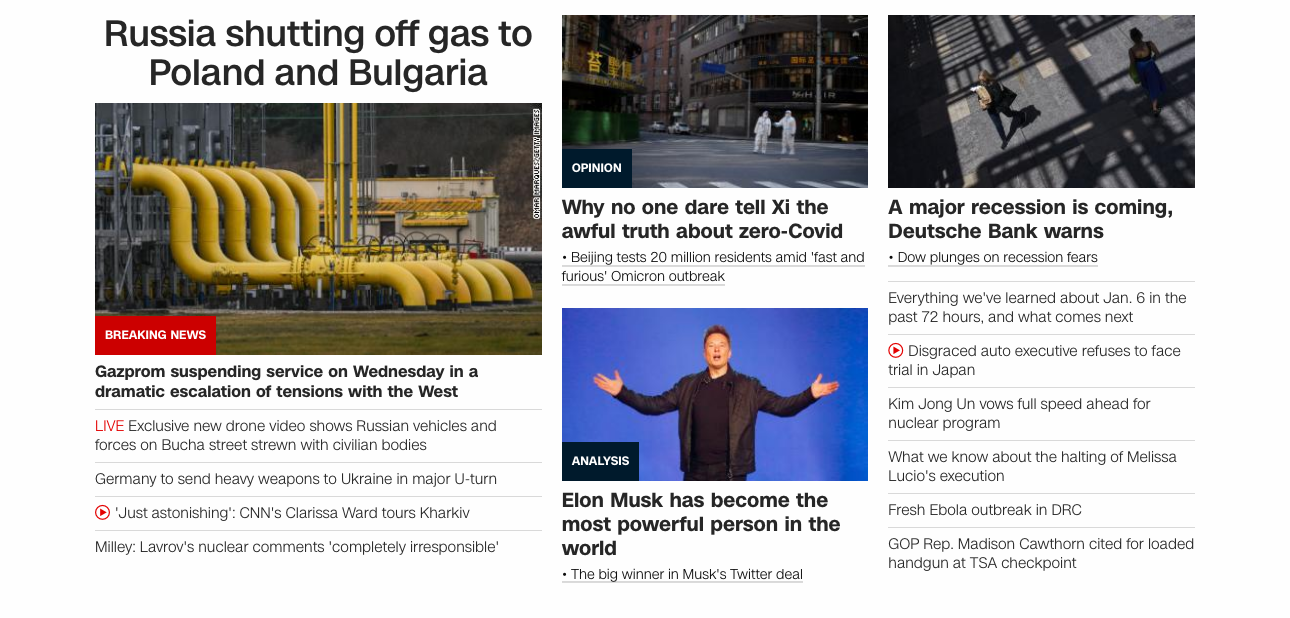 Russia shutting off gas to
Poland and Bulgaria
OMAR MARQUES/GETTY IMAGES
BREAKING NEWS
Gazprom suspending service on Wednesday in a
dramatic escalation of tensions with the West
LIVE Exclusive new drone video shows Russian vehicles and
forces on Bucha street strewn with civilian bodies
Germany to send heavy weapons to Ukraine in major U-turn
'Just astonishing': CNN's Clarissa Ward tours Kharkiv
Milley: Lavrov's nuclear comments 'completely irresponsible'
OPINION
Why no one dare tell Xi the
awful truth about zero-Covid
• Beijing tests 20 million residents amid 'fast and
furious' Omicron outbreak
ANALYSIS
Elon Musk has become the
most powerful person in the
world
• The big winner in Musk's Twitter deal
A major recession is coming,
Deutsche Bank warns
• Dow plunges on recession fears
Everything we've learned about Jan. 6 in the
past 72 hours, and what comes next
Disgraced auto executive refuses to face
trial in Japan
Kim Jong Un vows full speed ahead for
nuclear program
What we know about the halting of Melissa
Lucio's execution
Fresh Ebola outbreak in DRC
GOP Rep. Madison Cawthorn cited for loaded
handgun at TSA checkpoint